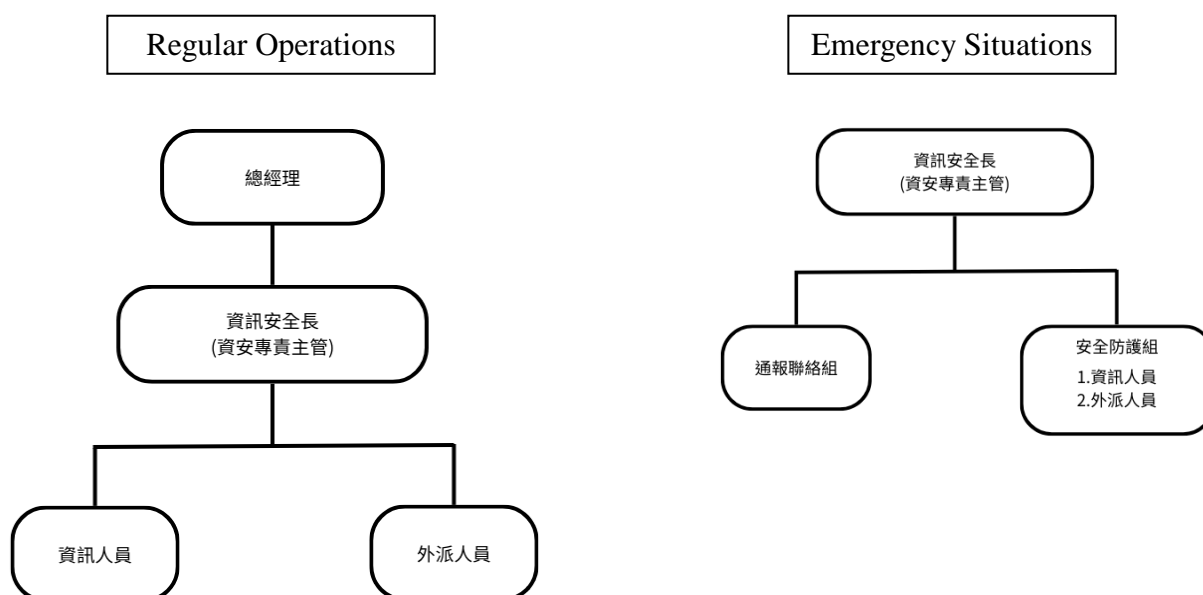 Regular Operations
總經理
資訊安全長
(資安專責主管)
資訊人員
外派人員
Emergency Situations
資訊安全長
(資安專責主管)
通報聯絡組
安全防護組
1.資訊人員
2.外派人員